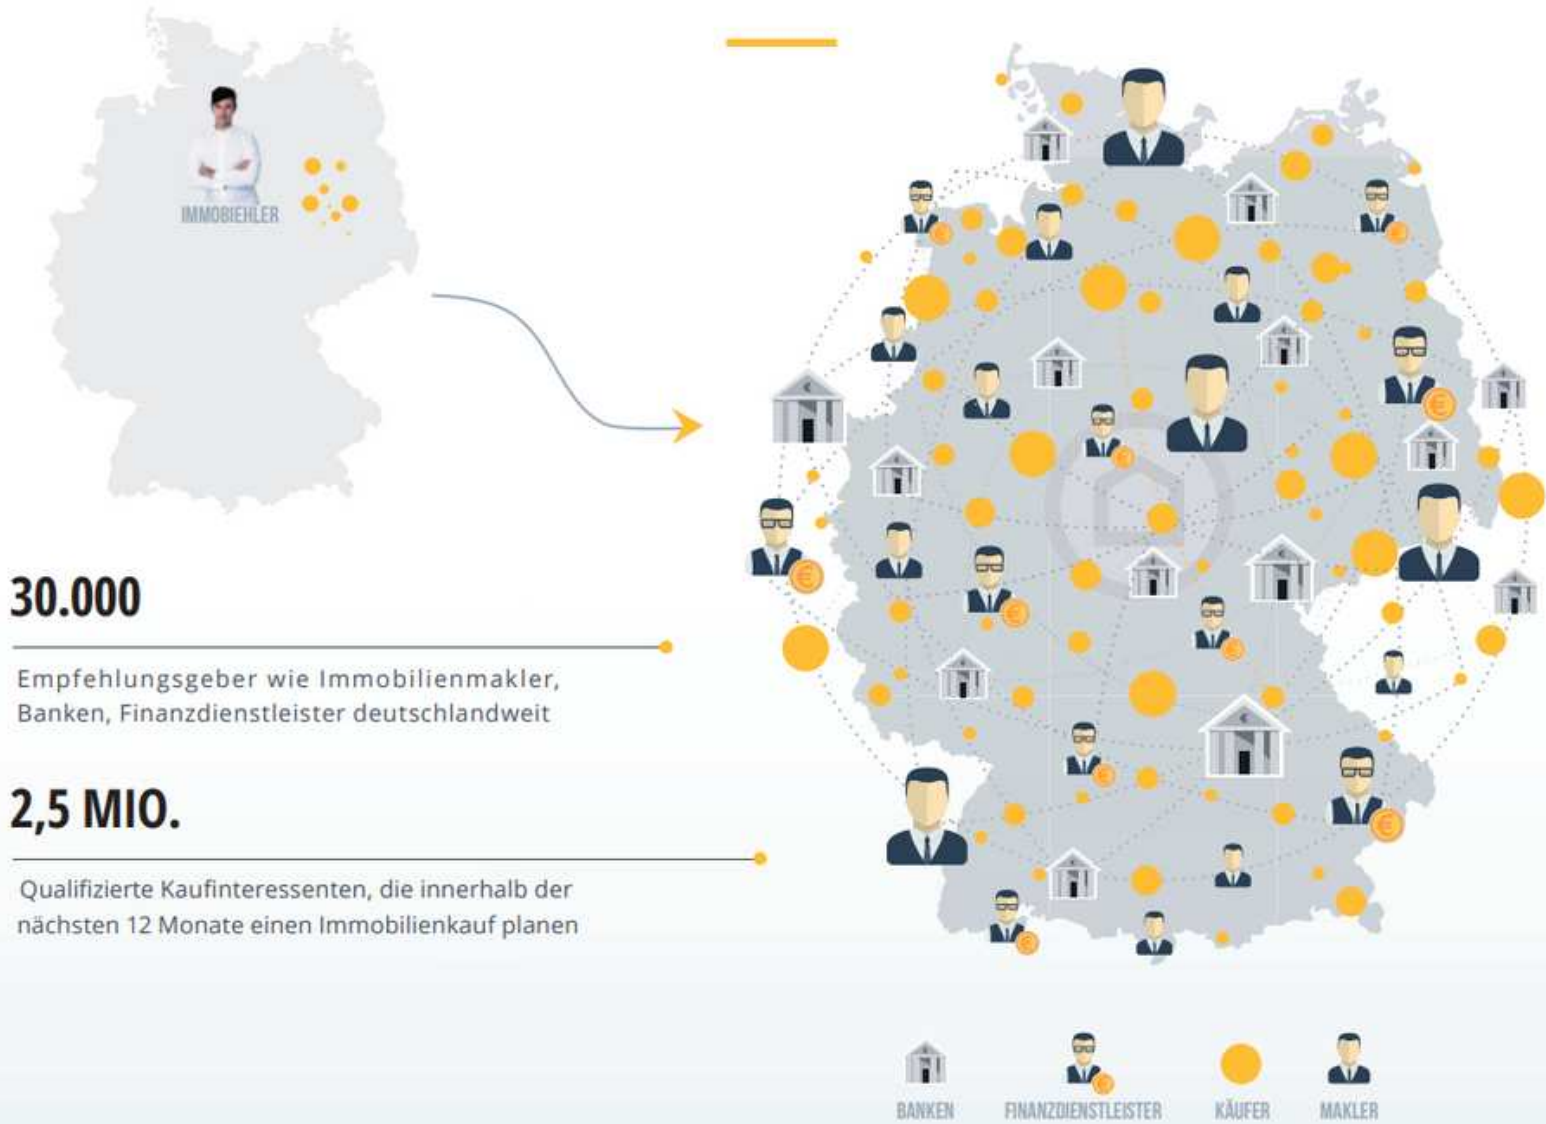 IMMOBIEHLER
30.000
Empfehlungsgeber wie Immobilienmakler,
Banken, Finanzdienstleister deutschlandweit
2,5 MIO.
Qualifizierte Kaufinteressenten, die innerhalb der
nächsten 12 Monate einen Immobilienkauf planen
BANKEN
FINANZDIENSTLEISTER
KÄUFER
MAKLER